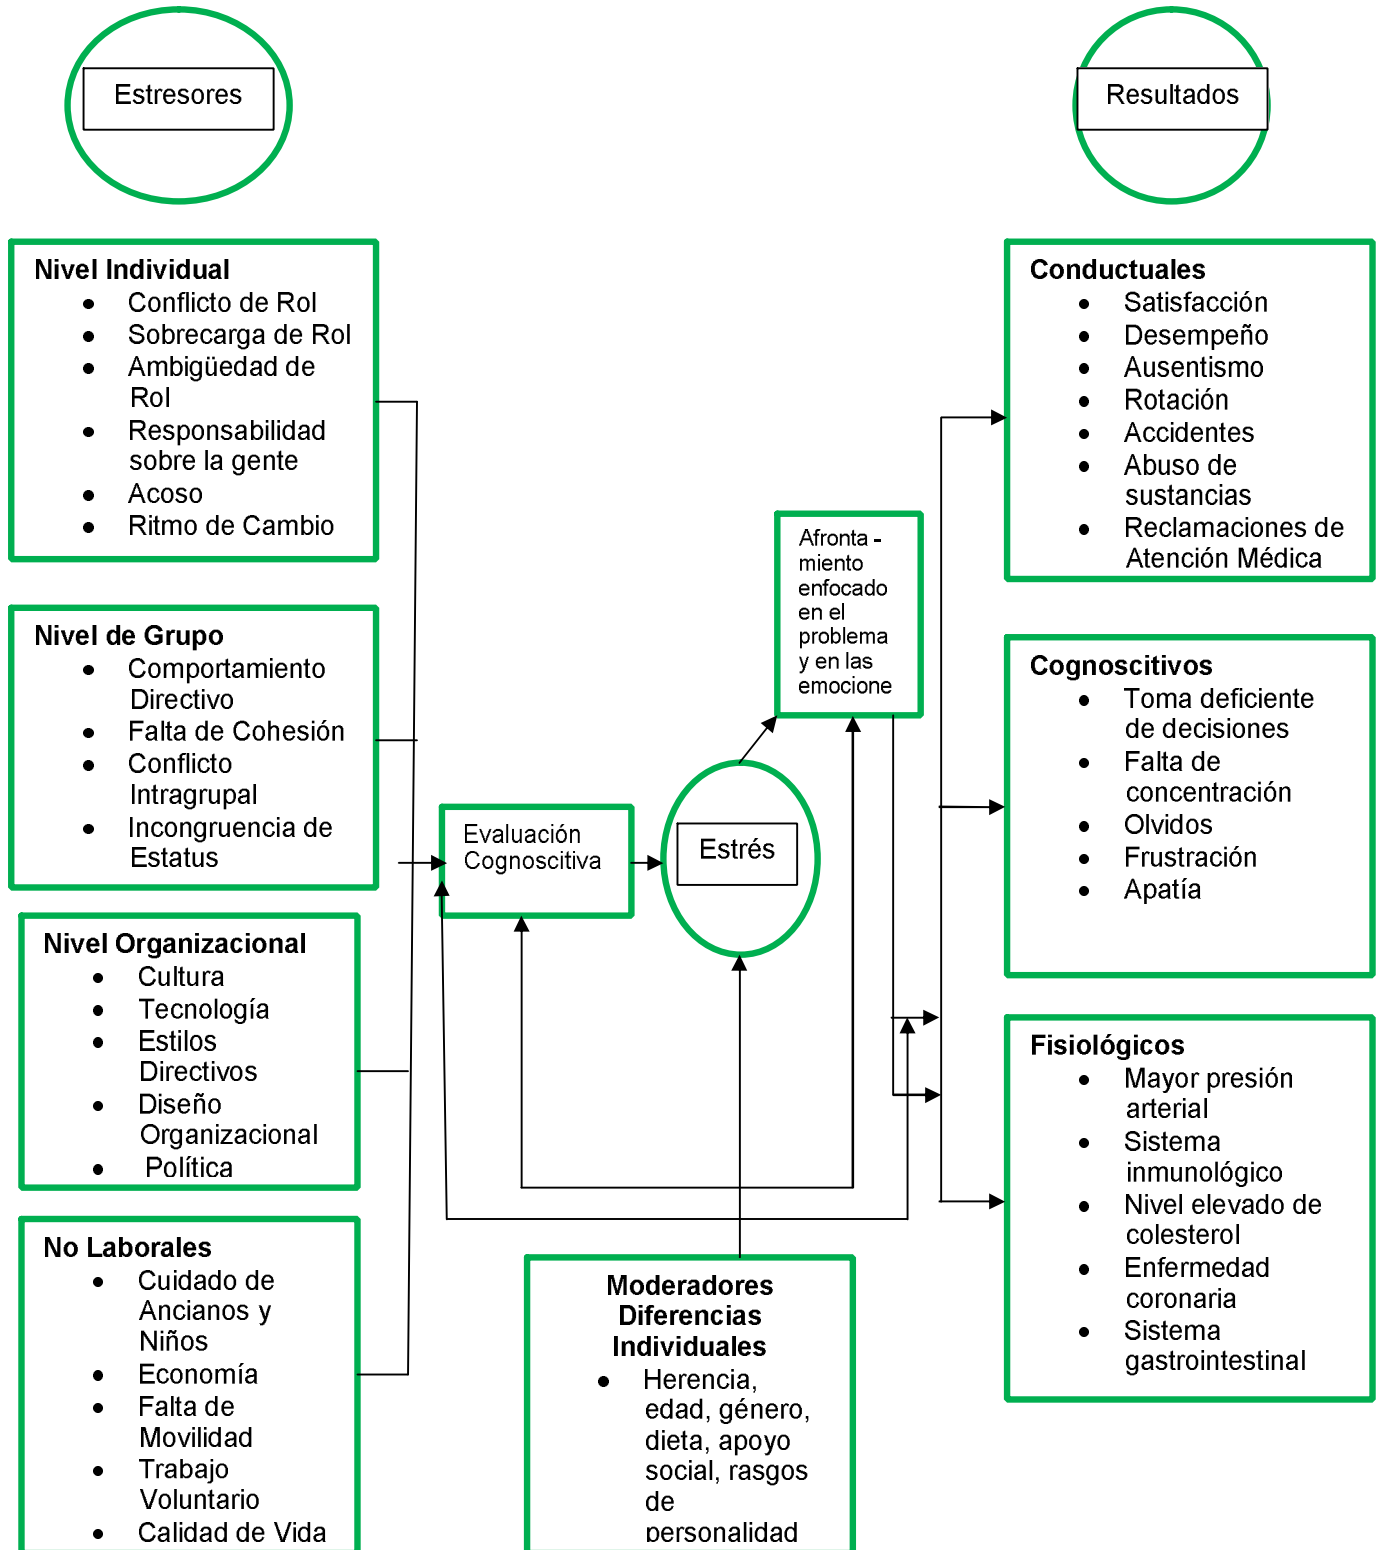 Estresores
Resultados
Nivel Individual
● Conflicto de Rol
● Sobrecarga de Rol
● Ambigüedad de
Rol
● Responsabilidad
sobre la gente
● Acoso
● Ritmo de Cambio
Nivel de Grupo
● Comportamiento
Directivo
● Falta de Cohesión
● Conflicto
Intragrupal
● Incongruencia de
Estatus
Nivel Organizacional
● Cultura
● Tecnología
● Estilos
Directivos
● Diseño
Organizacional
● Política
No Laborales
● Cuidado de
Ancianos y
Niños
● Economía
● Falta de
Movilidad
● Trabajo
Voluntario
● Calidad de Vida
Evaluación
Cognoscitiva
Estrés
Afronta -
miento
enfocado
en el
problema
y en las
emocione
Moderadores
Diferencias
Individuales
● Herencia,
edad, género,
dieta, apoyo
social, rasgos
de
personalidad
Conductuales
● Satisfacción
● Desempeño
● Ausentismo
● Rotación
● Accidentes
● Abuso de
sustancias
● Reclamaciones de
Atención Médica
Cognoscitivos
● Toma deficiente
de decisiones
● Falta de
concentración
● Olvidos
● Frustración
● Apatía
Fisiológicos
● Mayor presión
arterial
● Sistema
inmunológico
● Nivel elevado de
colesterol
● Enfermedad
coronaria
● Sistema
gastrointestinal